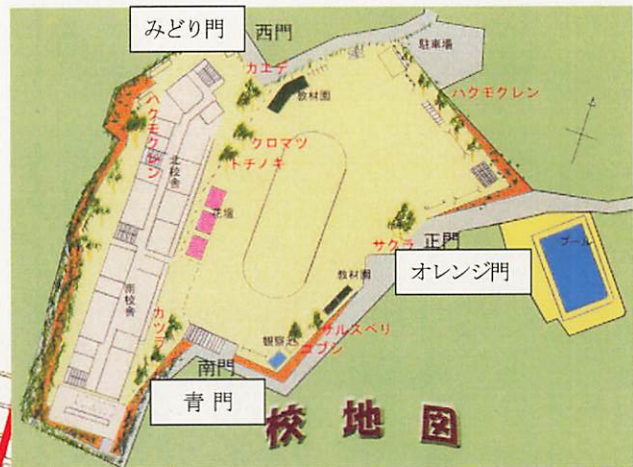 みどり門
西門
駐車場
カエデ
教材園
ハクモクレン
ハクモクレン
クロマツ
トチノキ
北校舎
花壇
サクラ
正門
プール
オレンジ門
教材園
南校舎
カツラ
サルスベリ
観察池
コブシ
南門
青門
校地図